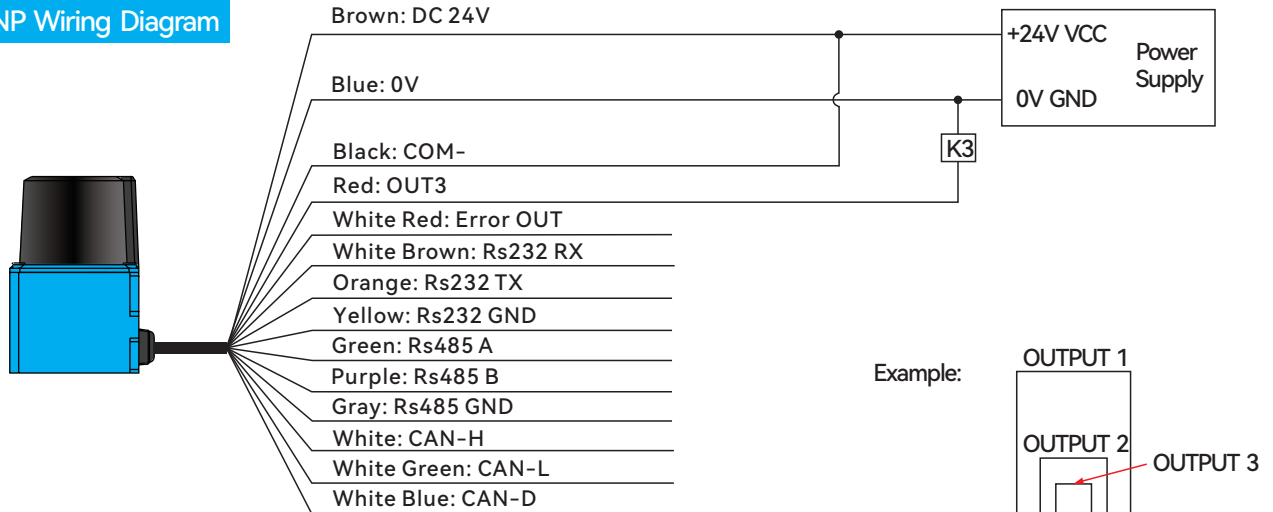 NP Wiring Diagram
Brown: DC 24V
+24V VCC
Power
Supply
Blue: 0V
0V GND
K3
Black: COM-
Red: OUT3
White Red: Error OUT
White Brown: Rs232 RX
Orange: Rs232 TX
Yellow: Rs232 GND
Green: Rs485 A
Purple: Rs485 B
Gray: Rs485 GND
White: CAN-H
White Green: CAN-L
White Blue: CAN-D
Example:
OUTPUT 1
OUTPUT 2
OUTPUT 3